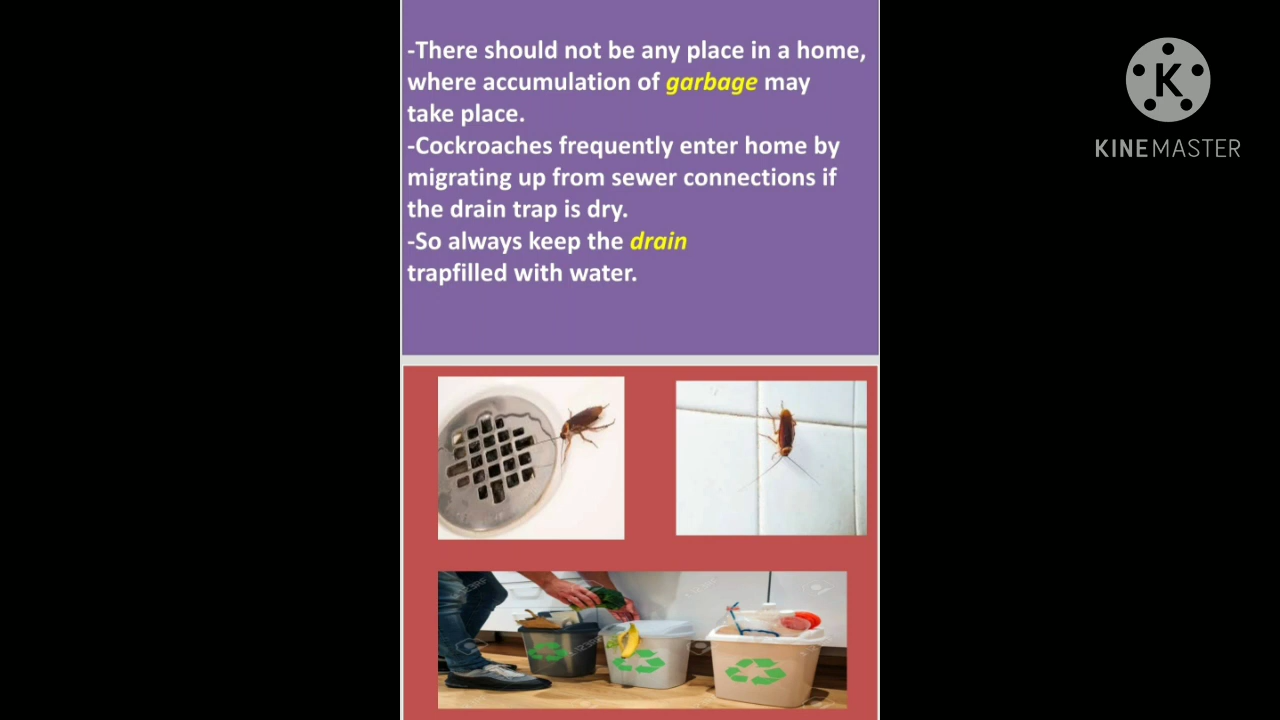 -There should not be any place in a home,
where accumulation of garbage may
take place.
-Cockroaches frequently enter home by
migrating up from sewer connections if
the drain trap is dry.
-So always keep the drain
trapfilled with water.
K
KINEMASTER